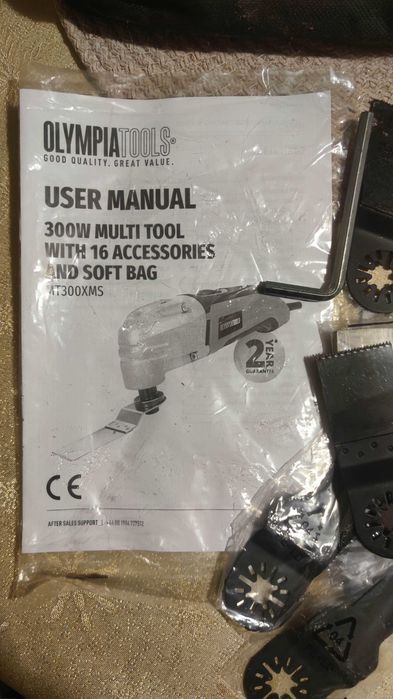 OLYMPIATOOLS®
GOOD QUALITY. GREAT VALUE.
USER MANUAL
300W MULTI TOOL
WITH 16 ACCESSORIES
AND SOFT BAG
MT300XMS
2 YEAR
GUARANTEE
CE
AFTER SALES SUPPORT